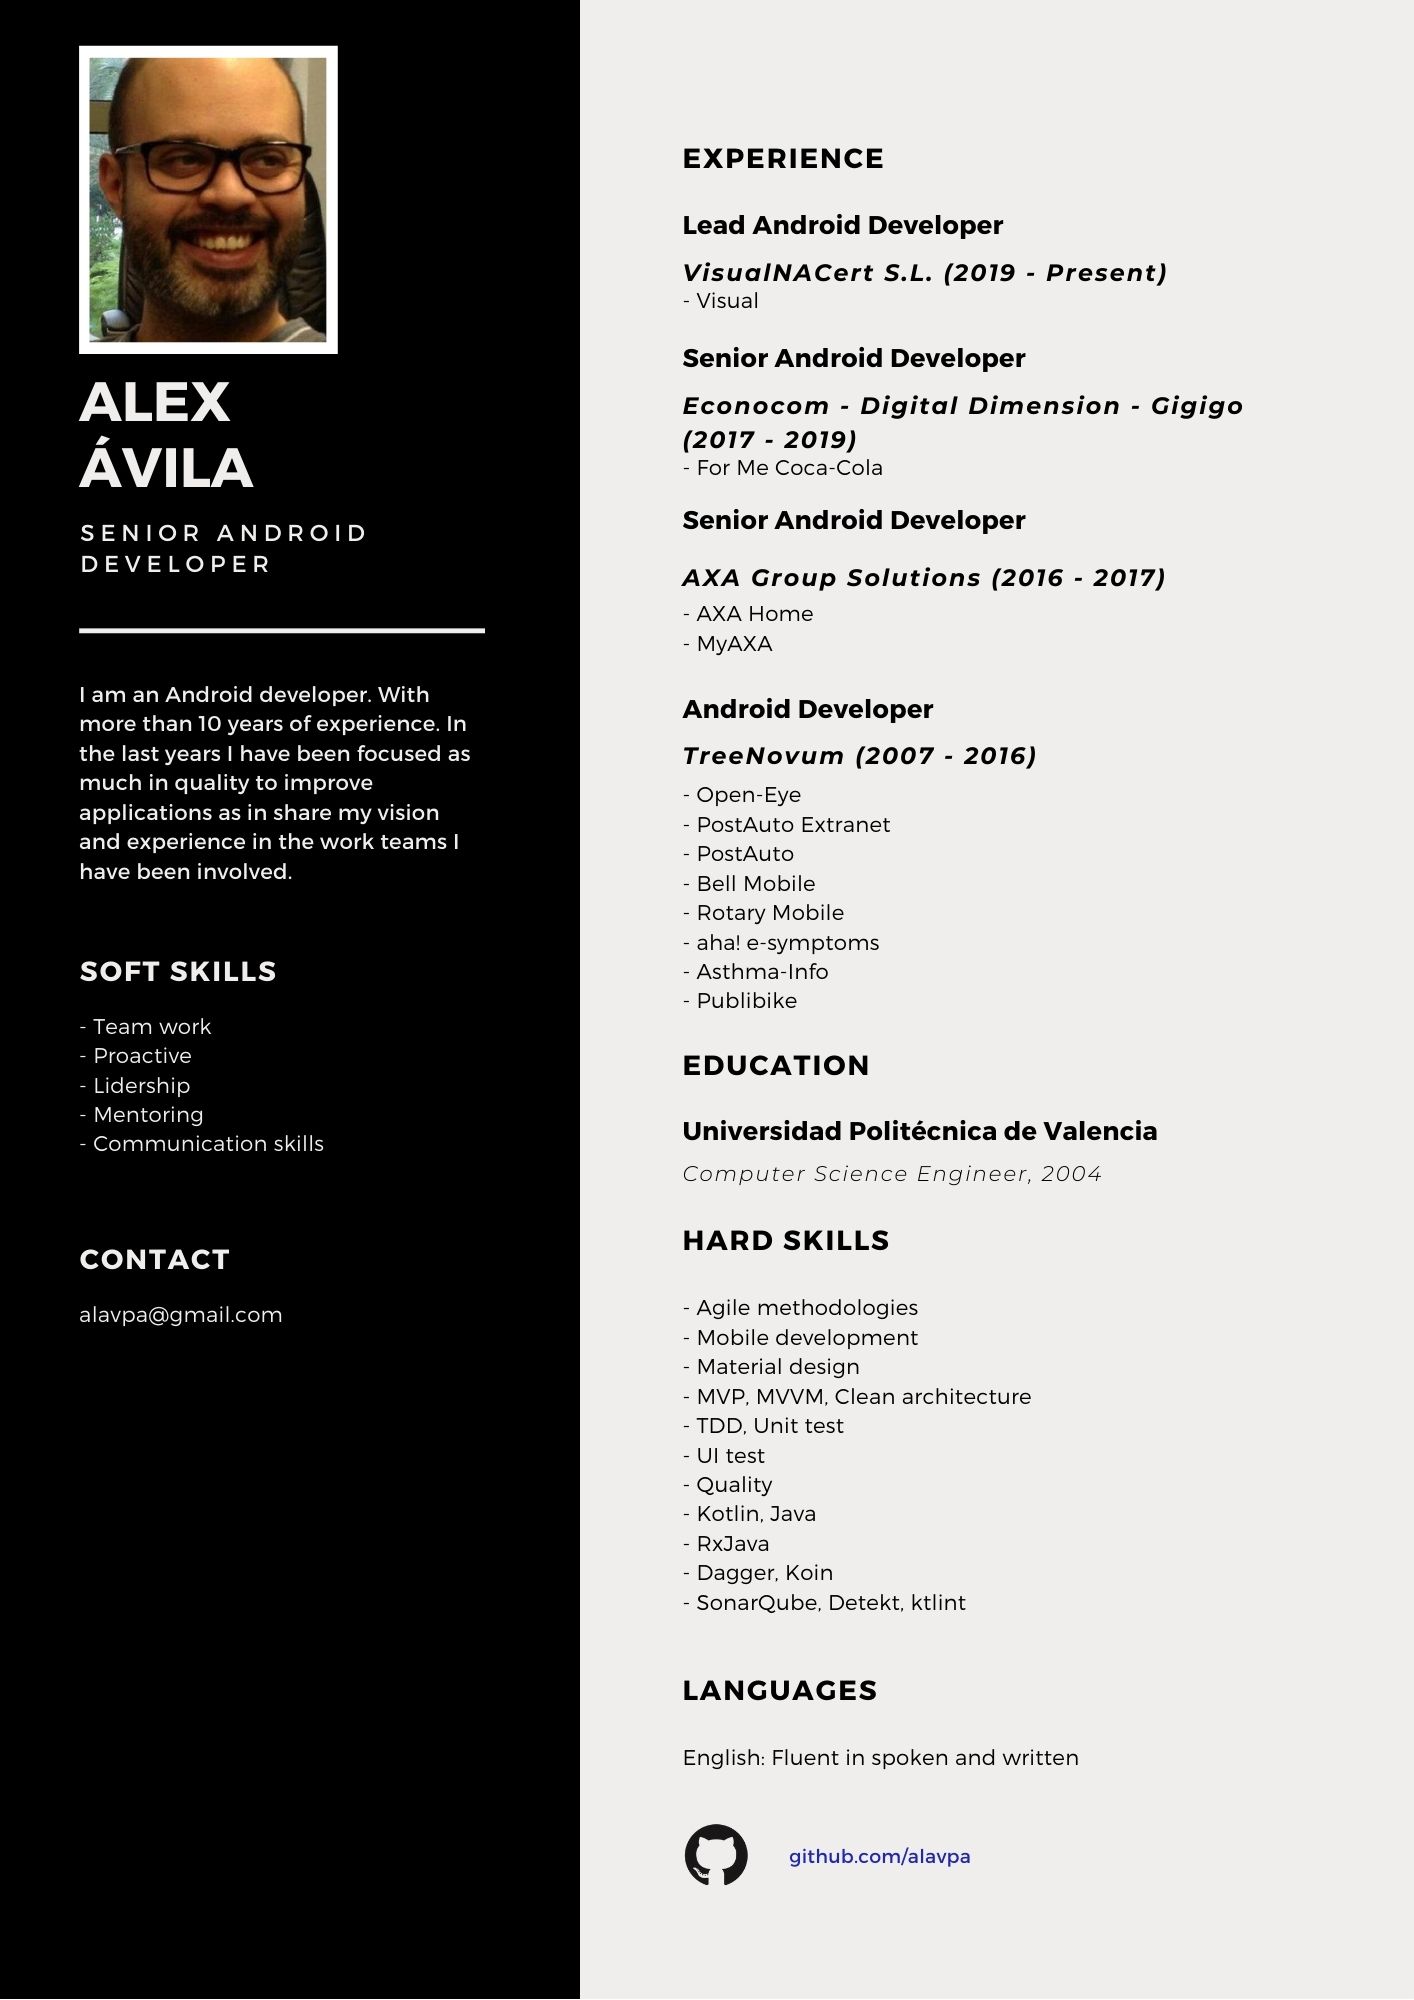 ALEX
ÁVILA
SENIOR ANDROID
DEVELOPER
I am an Android developer. With
more than 10 years of experience. In
the last years I have been focused as
much in quality to improve
applications as in share my vision
and experience in the work teams I
have been involved.
SOFT SKILLS
- Team work
- Proactive
- Lidership
- Mentoring
- Communication skills
CONTACT
alavpa@gmail.com
EXPERIENCE
Lead Android Developer
VisualNACert S.L. (2019 - Present)
- Visual
Senior Android Developer
Econocom - Digital Dimension - Gigigo
(2017 - 2019)
- For Me Coca-Cola
Senior Android Developer
AXA Group Solutions (2016 - 2017)
- AXA Home
- MyAXA
Android Developer
TreeNovum (2007 - 2016)
- Open-Eye
- PostAuto Extranet
- PostAuto
- Bell Mobile
- Rotary Mobile
- aha! e-symptoms
- Asthma-Info
- Publibike
EDUCATION
Universidad Politécnica de Valencia
Computer Science Engineer, 2004
HARD SKILLS
- Agile methodologies
- Mobile development
- Material design
- MVP, MVVM, Clean architecture
- TDD, Unit test
- UI test
- Quality
- Kotlin, Java
- RxJava
- Dagger, Koin
- SonarQube, Detekt, ktlint
LANGUAGES
English: Fluent in spoken and written
github.com/alavpa